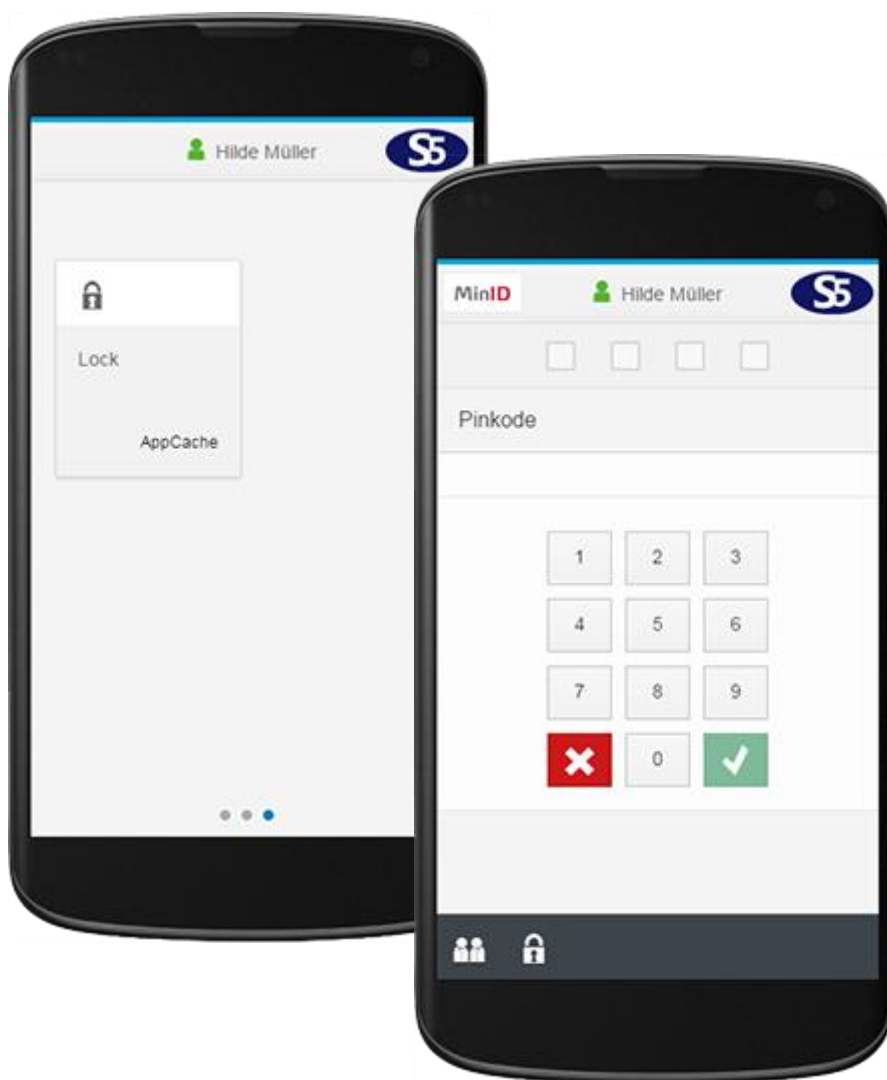 Hilde Müller
S5
Lock
AppCache
MinID
Hilde Müller
S5
Pinkode
1 2 3
4 5 6
7 8 9
0